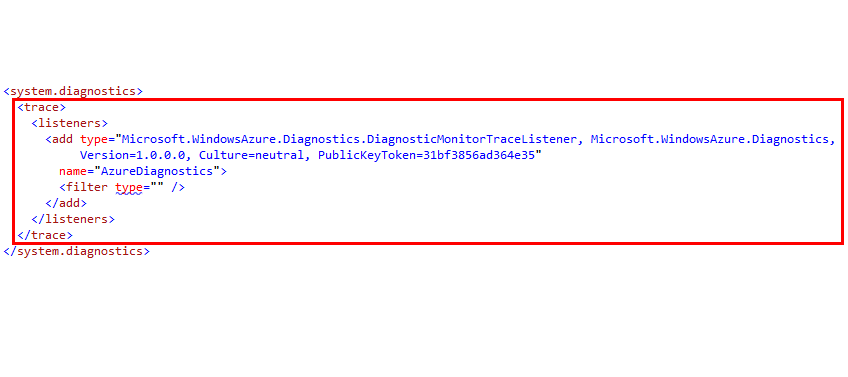 <system.diagnostics>
<trace>
<listeners>
<add type="Microsoft.WindowsAzure.Diagnostics.DiagnosticMonitorTraceListener, Microsoft.WindowsAzure.Diagnostics,
Version=1.0.0.0, Culture=neutral, PublicKeyToken=31bf3856ad364e35"
name="AzureDiagnostics">
<filter type="" />
</add>
</listeners>
</trace>
</system.diagnostics>